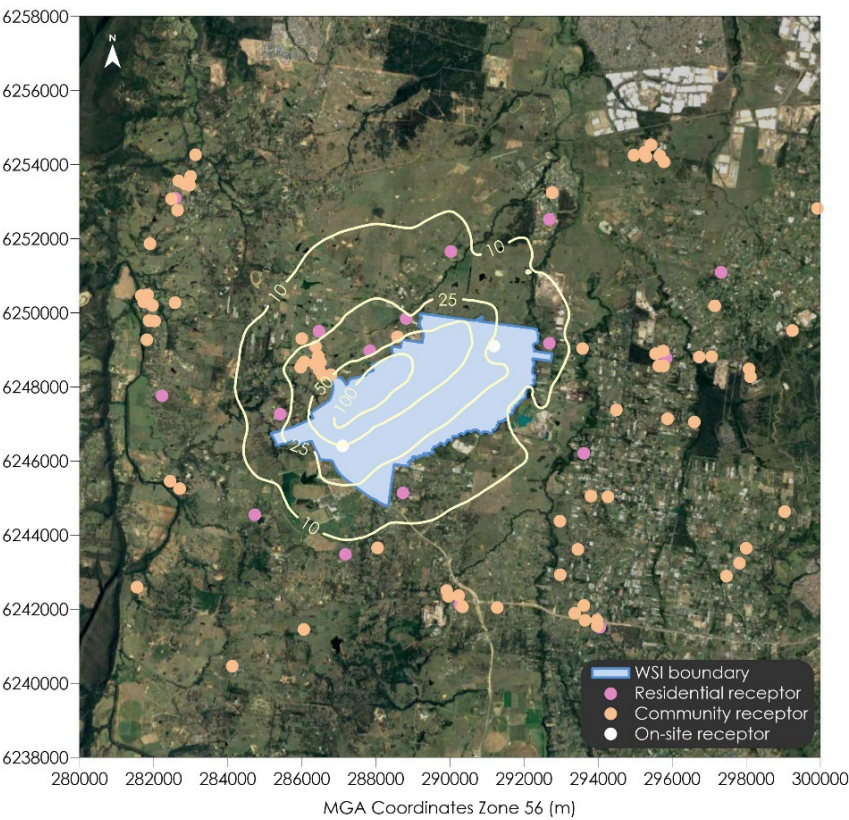 6258000
N
6256000
6254000
6252000
10
10
6250000
25
6248000
50
100
25
6246000
10
6244000
6242000
6240000
WSI boundary
Residential receptor
Community receptor
On-site receptor
6238000
280000 282000 284000 286000 288000 290000 292000 294000 296000 298000 300000
MGA Coordinates Zone 56 (m)